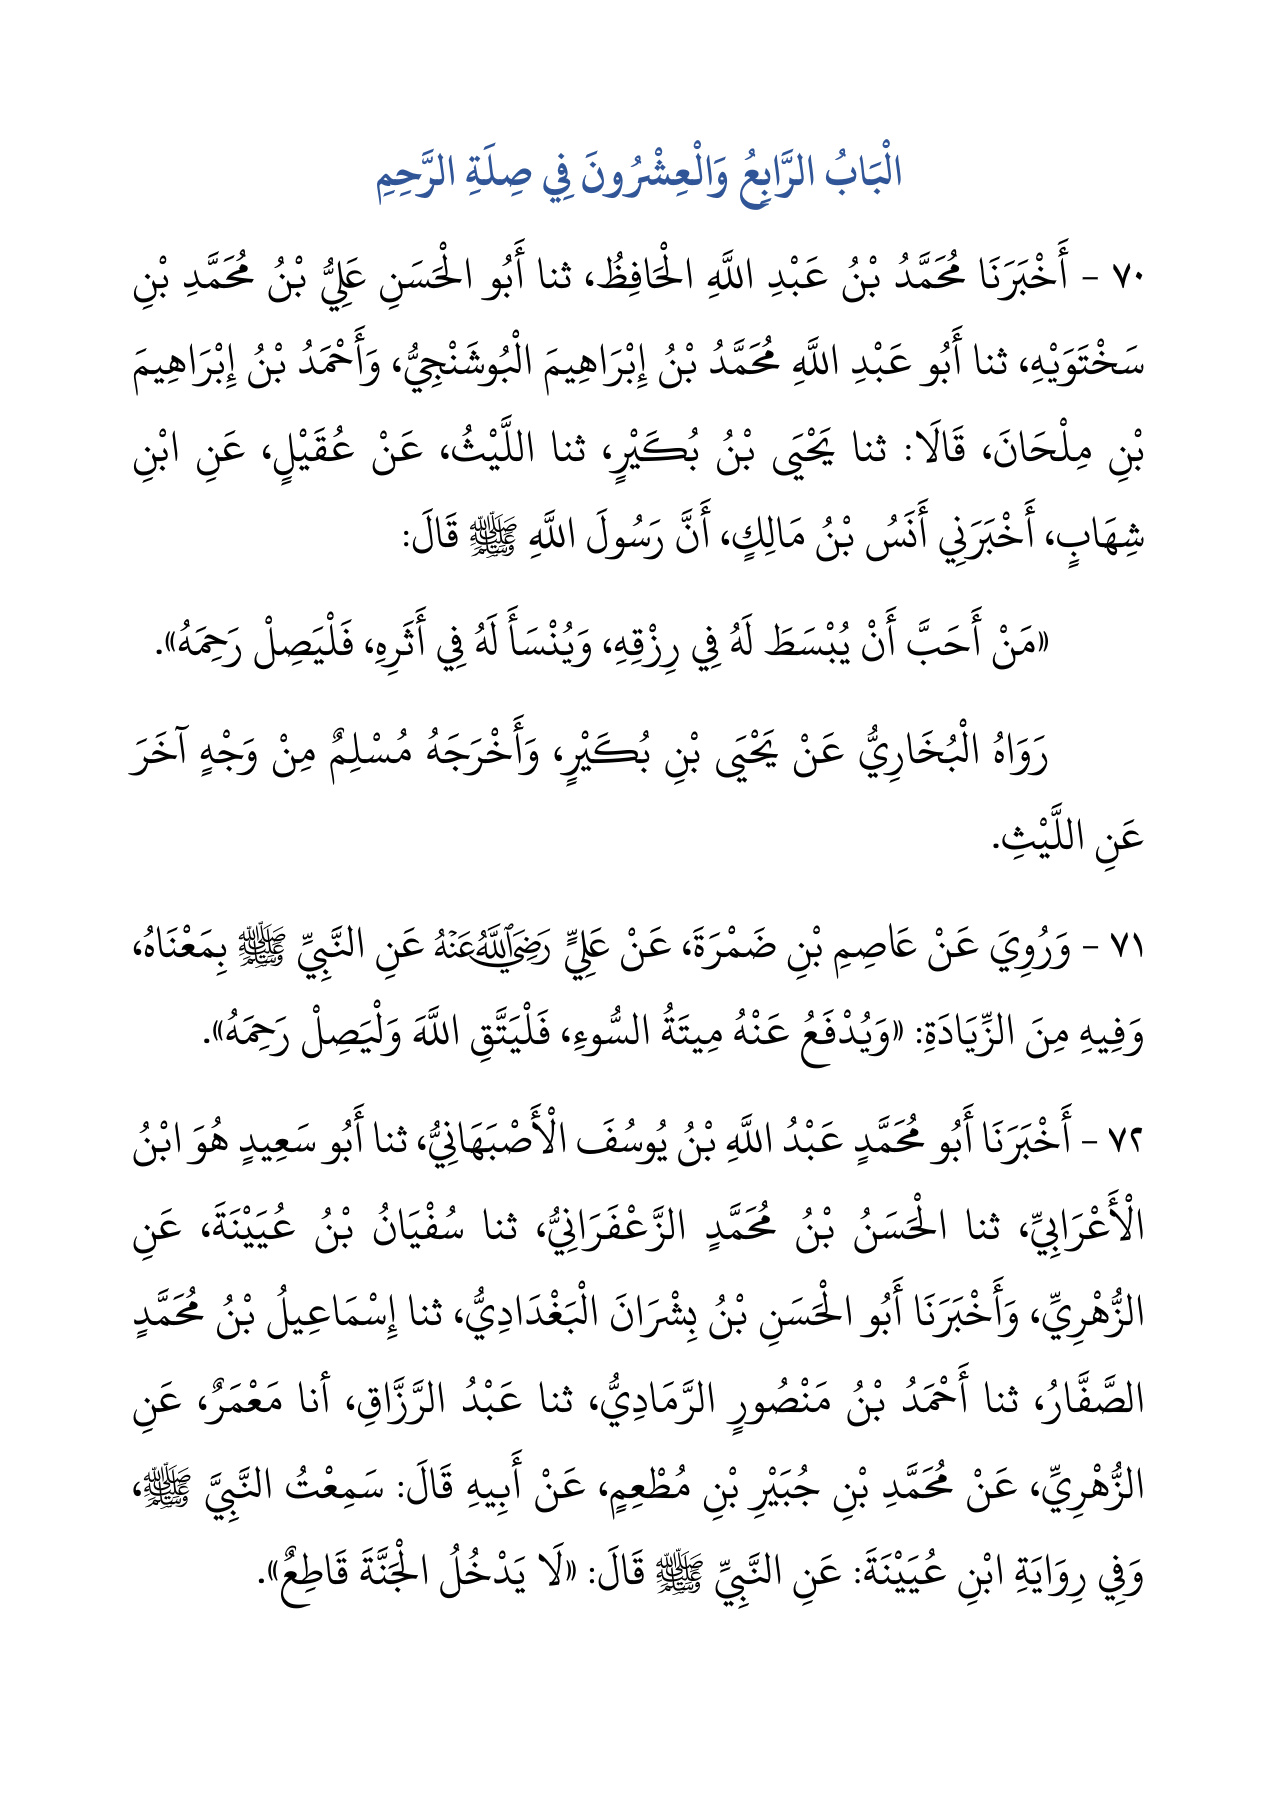 الْبَابُ الرَّابِعُ وَالْعِشْرُونَ فِي صِلَةِ الرَّحِمِ
٧٠ - أَخْبَرَنَا مُحَمَّدُ بْنُ عَبْدِ اللَّهِ الْحَافِظُ، ثنا أَبُو الْحَسَنِ عَلِيُّ بْنُ مُحَمَّدِ بْنِ
سَخْتَوَيْهِ، ثنا أَبُو عَبْدِ اللَّهِ مُحَمَّدُ بْنُ إِبْرَاهِيمَ الْبُوشَنْجِيُّ، وَأَحْمَدُ بْنُ إِبْرَاهِيمَ
بْنِ مِلْحَانَ، قَالَا: ثنا يَحْيَى بْنُ بُكَيْرٍ، ثنا اللَّيْثُ، عَنْ عُقَيْلٍ، عَنِ ابْنِ
شِهَابٍ، أَخْبَرَنِي أَنَسُ بْنُ مَالِكٍ، أَنَّ رَسُولَ اللَّهِ ﷺ قَالَ:
«مَنْ أَحَبَّ أَنْ يُبْسَطَ لَهُ فِي رِزْقِهِ، وَيُنْسَأَ لَهُ فِي أَثَرِهِ، فَلْيَصِلْ رَحِمَهُ».
رَوَاهُ الْبُخَارِيُّ عَنْ يَحْيَى بْنِ بُكَيْرٍ، وَأَخْرَجَهُ مُسْلِمٌ مِنْ وَجْهٍ آخَرَ
عَنِ اللَّيْثِ.
٧١ - وَرُوِيَ عَنْ عَاصِمِ بْنِ ضَمْرَةَ، عَنْ عَلِيٍّ رَضِيَ اللَّهُ عَنْهُ عَنِ النَّبِيِّ ﷺ بِمَعْنَاهُ،
وَفِيهِ مِنَ الزِّيَادَةِ: «وَيُدْفَعُ عَنْهُ مِيتَةُ السُّوءِ، فَلْيَتَّقِ اللَّهَ وَلْيَصِلْ رَحِمَهُ».
٧٢ - أَخْبَرَنَا أَبُو مُحَمَّدٍ عَبْدُ اللَّهِ بْنُ يُوسُفَ الْأَصْبَهَانِيُّ، ثنا أَبُو سَعِيدٍ هُوَ ابْنُ
الْأَعْرَابِيِّ، ثنا الْحَسَنُ بْنُ مُحَمَّدٍ الزَّعْفَرَانِيُّ، ثنا سُفْيَانُ بْنُ عُيَيْنَةَ، عَنِ
الزُّهْرِيِّ، وَأَخْبَرَنَا أَبُو الْحَسَنِ بْنُ بِشْرَانَ الْبَغْدَادِيُّ، ثنا إِسْمَاعِيلُ بْنُ مُحَمَّدٍ
الصَّفَّارُ، ثنا أَحْمَدُ بْنُ مَنْصُورٍ الرَّمَادِيُّ، ثنا عَبْدُ الرَّزَّاقِ، أنا مَعْمَرٌ، عَنِ
الزُّهْرِيِّ، عَنْ مُحَمَّدِ بْنِ جُبَيْرِ بْنِ مُطْعِمٍ، عَنْ أَبِيهِ قَالَ: سَمِعْتُ النَّبِيَّ ﷺ،
وَفِي رِوَايَةِ ابْنِ عُيَيْنَةَ: عَنِ النَّبِيِّ ﷺ قَالَ: «لَا يَدْخُلُ الْجَنَّةَ قَاطِعٌ».